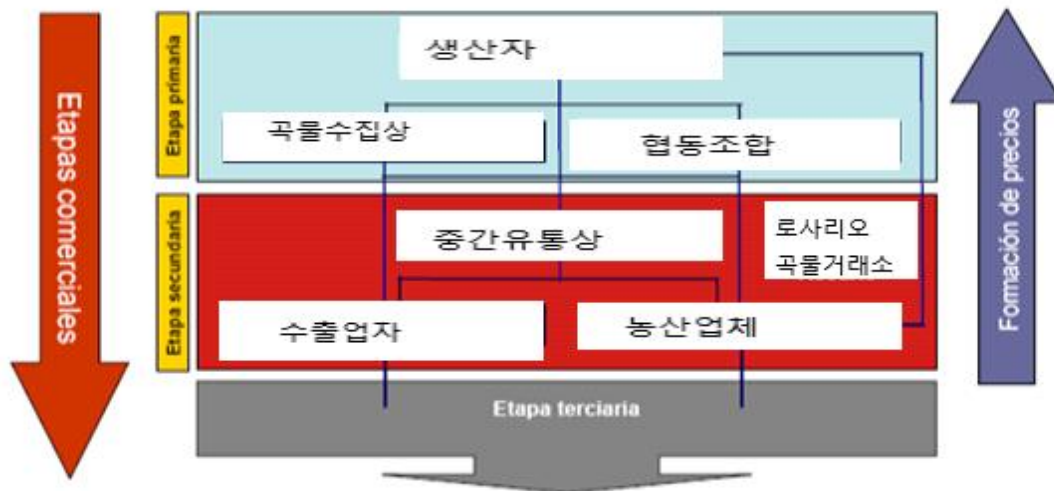 Etapas comerciales
Etapa primaria
생산자
곡물수집상
협동조합
Etapa secundaria
중간유통상
로사리오
곡물거래소
수출업자
농산업체
Etapa terciaria
Formación de precios